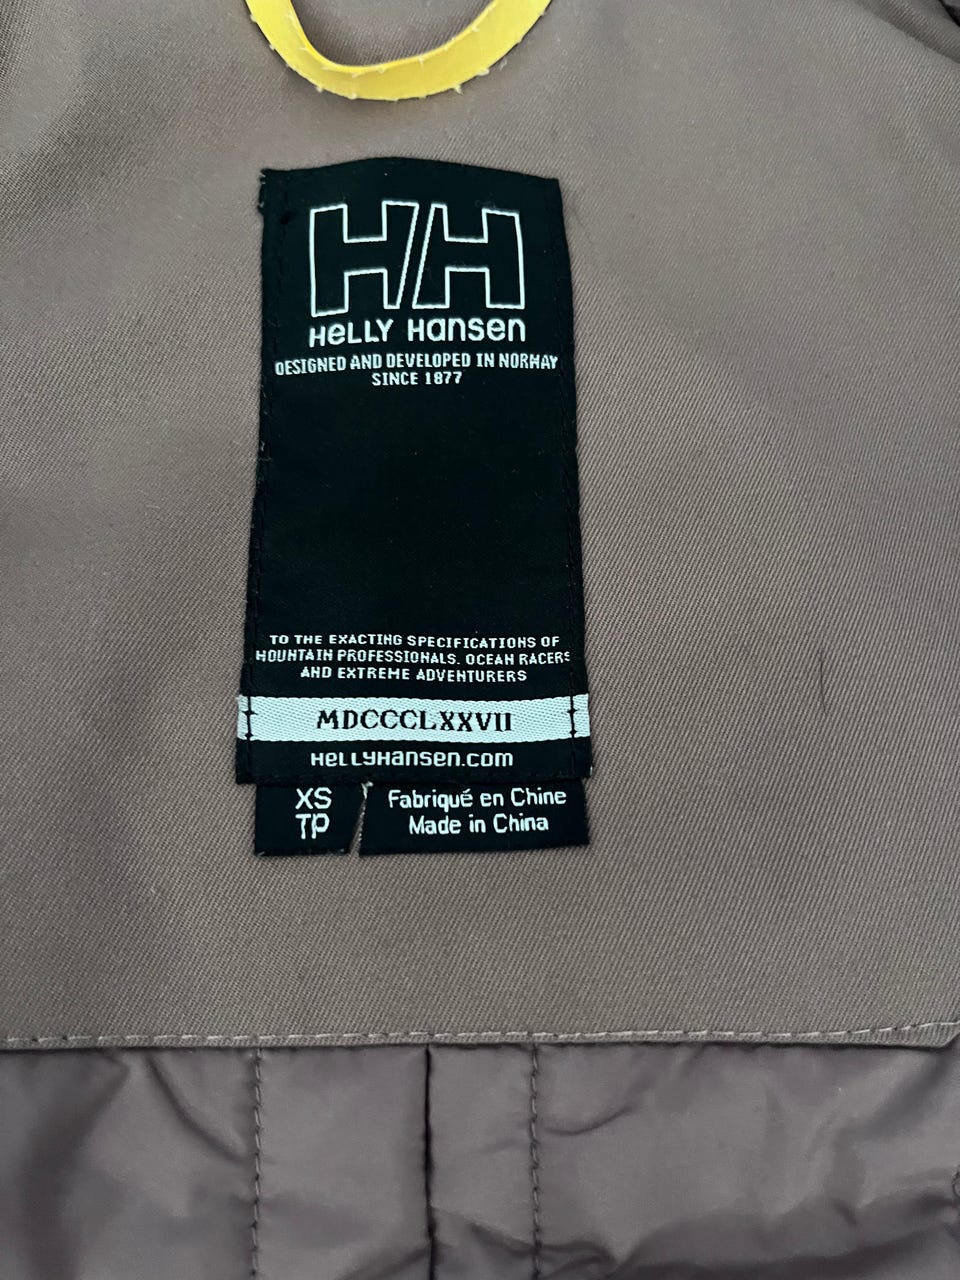 HH
HELLY HANSEN
DESIGNED AND DEVELOPED IN NORWAY
SINCE 1877
TO THE EXACTING SPECIFICATIONS OF
MOUNTAIN PROFESSIONALS. OCEAN RACERS
AND EXTREME ADVENTURERS
MDCCCLXXVII
HELLYHANSEN.COM
XS
TP
Fabriqué en Chine
Made in China